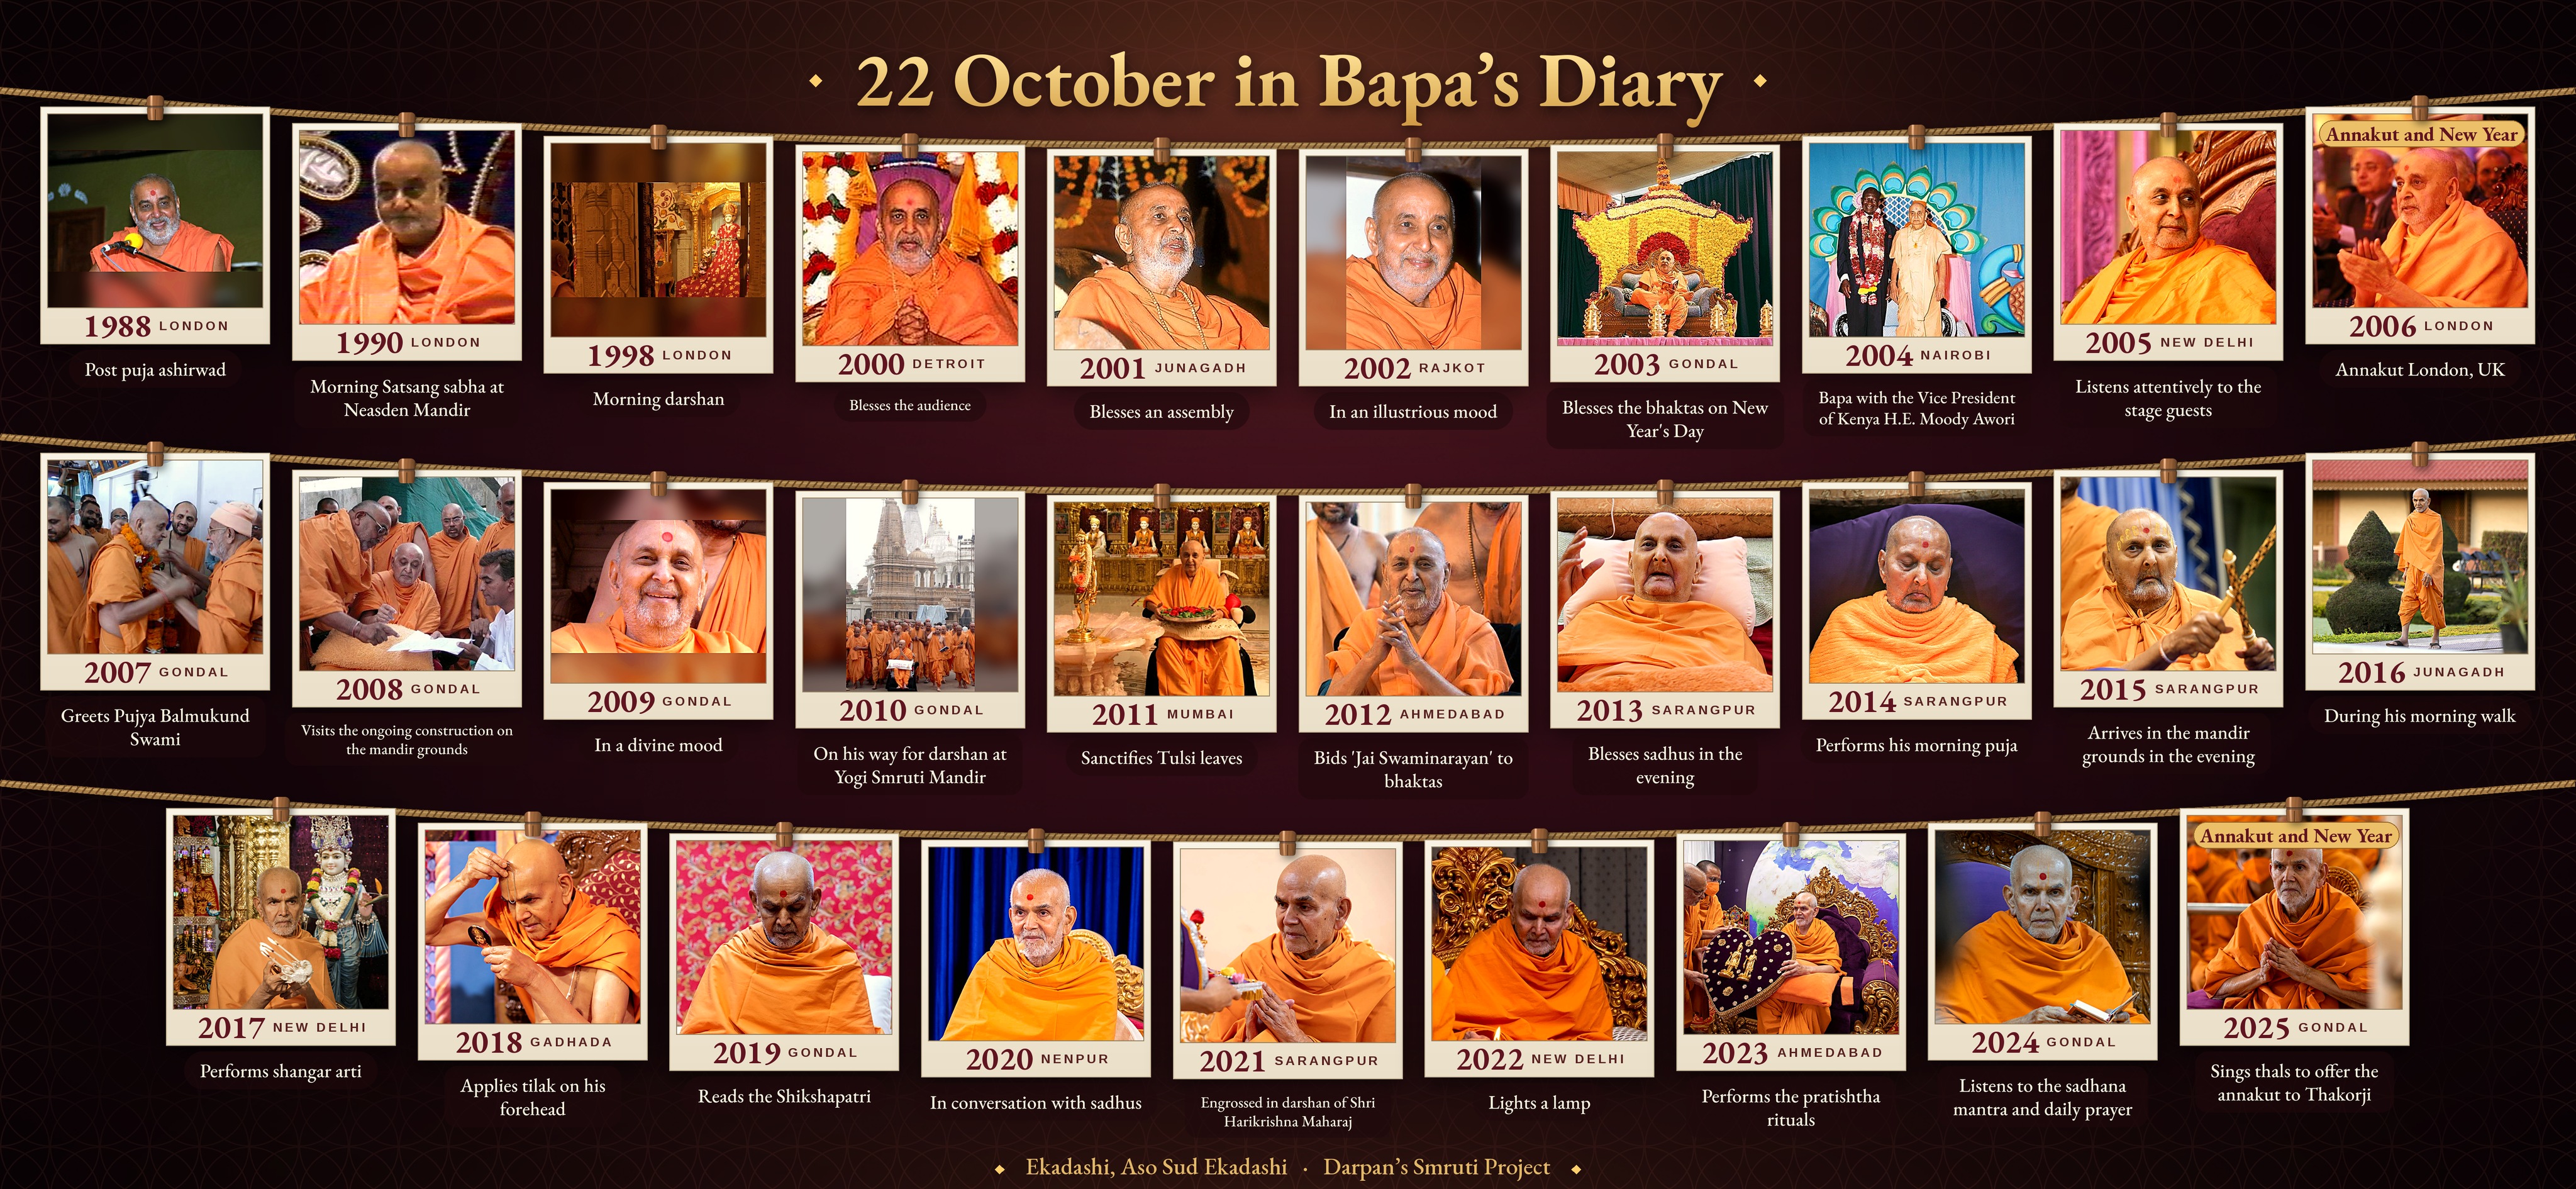 22 October in Bapa's Diary
1988 LONDON
Post puja ashirwad
1990 LONDON
Morning Satsang sabha at
Neasden Mandir
1998 LONDON
Morning darshan
2000 DETROIT
Blesses the audience
2001 JUNAGADH
Blesses an assembly
2002 RAJKOT
In an illustrious mood
2003 GONDAL
Blesses the bhaktas on New
Year's Day
2004 NAIROBI
Bapa with the Vice President
of Kenya H.E. Moody Awori
2005 NEW DELHI
Listens attentively to the
stage guests
Annakut and New Year
2006 LONDON
Annakut London, UK
2007 GONDAL
Greets Pujya Balmukund
Swami
2008 GONDAL
Visits the ongoing construction on
the mandir grounds
2009 GONDAL
In a divine mood
2010 GONDAL
On his way for darshan at
Yogi Smruti Mandir
2011 MUMBAI
Sanctifies Tulsi leaves
2012 AHMEDABAD
Bids 'Jai Swaminarayan' to
bhaktas
2013 SARANGPUR
Blesses sadhus in the
evening
2014 SARANGPUR
Performs his morning puja
2015 SARANGPUR
Arrives in the mandir
grounds in the evening
2016 JUNAGADH
During his morning walk
2017 NEW DELHI
Performs shangar arti
2018 GADHADA
Applies tilak on his
forehead
2019 GONDAL
Reads the Shikshapatri
2020 NENPUR
In conversation with sadhus
2021 SARANGPUR
Engrossed in darshan of Shri
Harikrishna Maharaj
2022 NEW DELHI
Lights a lamp
2023 AHMEDABAD
Performs the pratishtha
rituals
2024 GONDAL
Listens to the sadhana
mantra and daily prayer
Annakut and New Year
2025 GONDAL
Sings thals to offer the
annakut to Thakorji
Ekadashi, Aso Sud Ekadashi · Darpan's Smruti Project